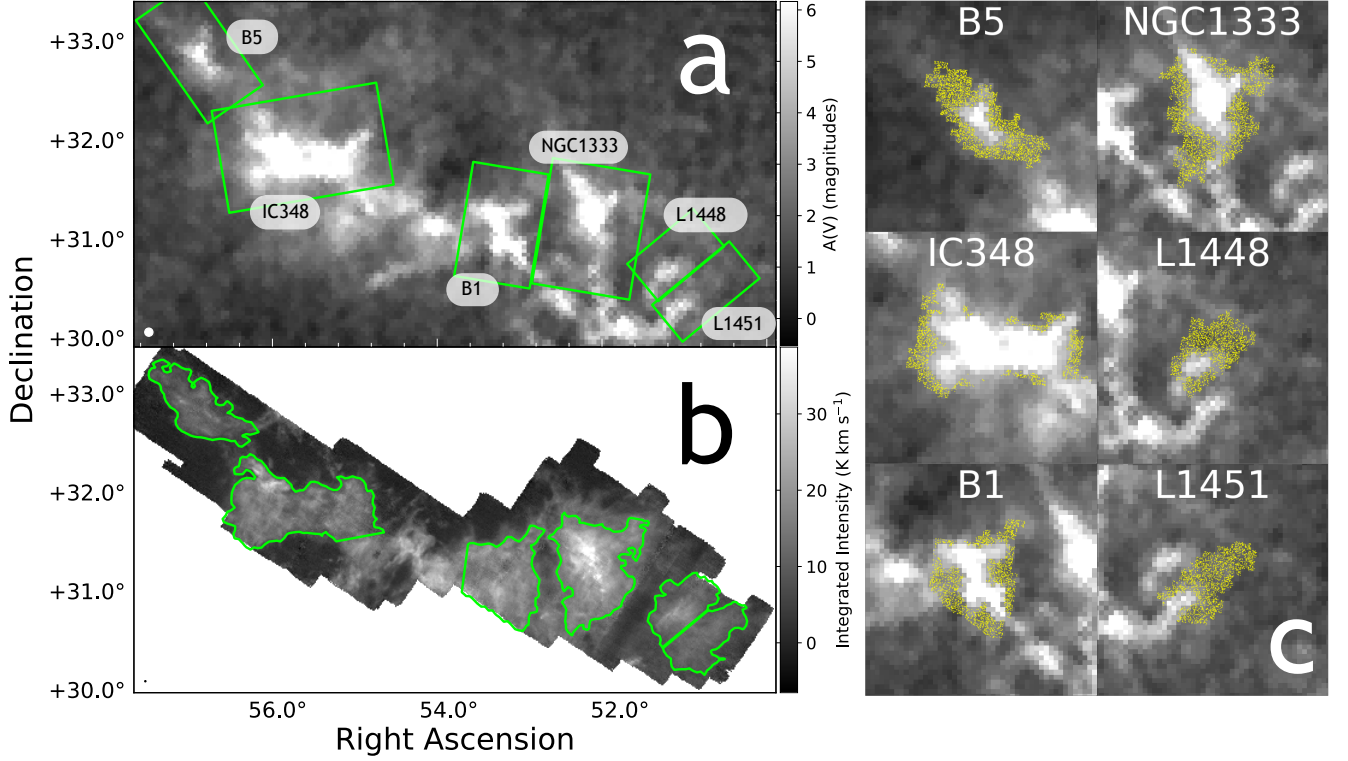 +33.0°
+32.0°
+31.0°
+30.0°
B5
IC348
B1
NGC1333
L1448
L1451
a
6
5
4
3
2
1
0
A(V) (magnitudes)
Declination
+33.0°
+32.0°
+31.0°
+30.0°
b
30
20
10
0
Integrated Intensity (K km s⁻¹)
56.0°
54.0°
52.0°
Right Ascension
B5
NGC1333
IC348
L1448
B1
L1451
c